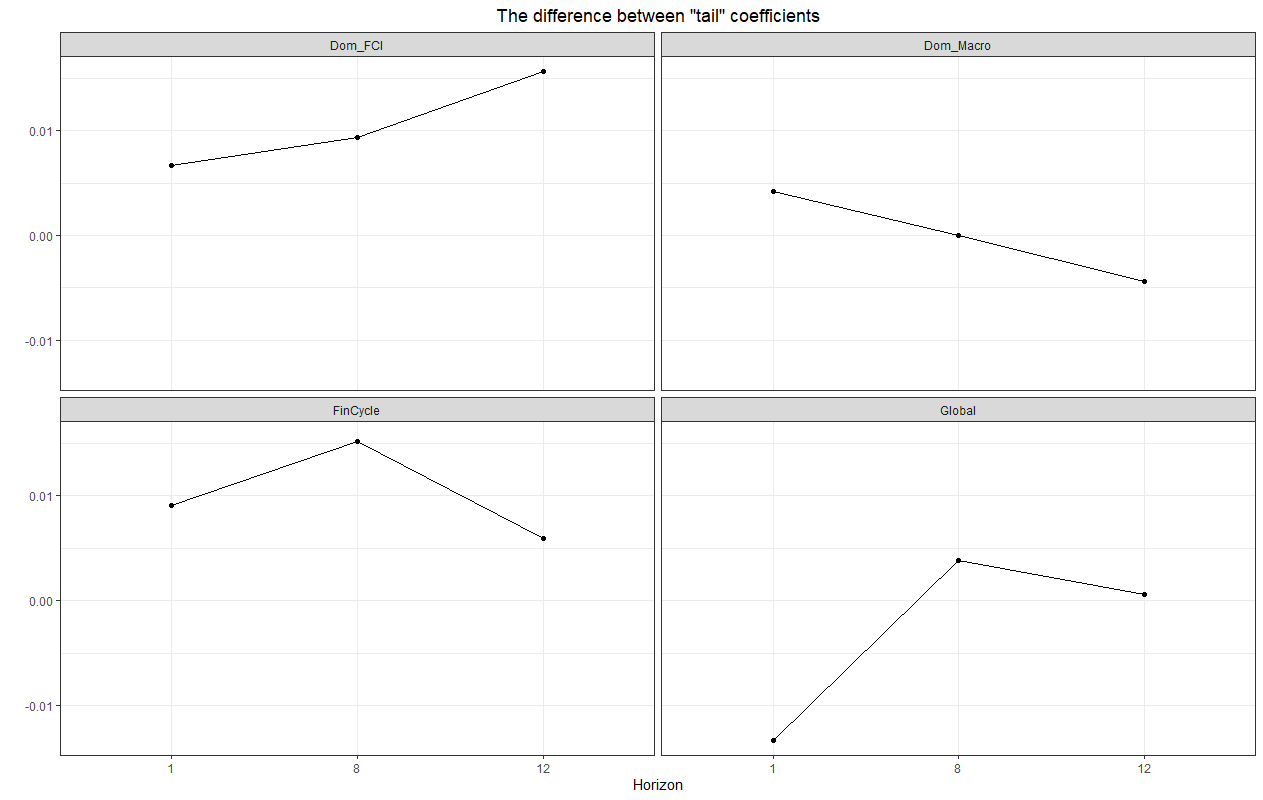 The difference between "tail" coefficients
Dom_FCI
Dom_Macro
0.01
0.00
-0.01
FinCycle
Global
0.01
0.00
-0.01
1 8 12 1 8 12
Horizon